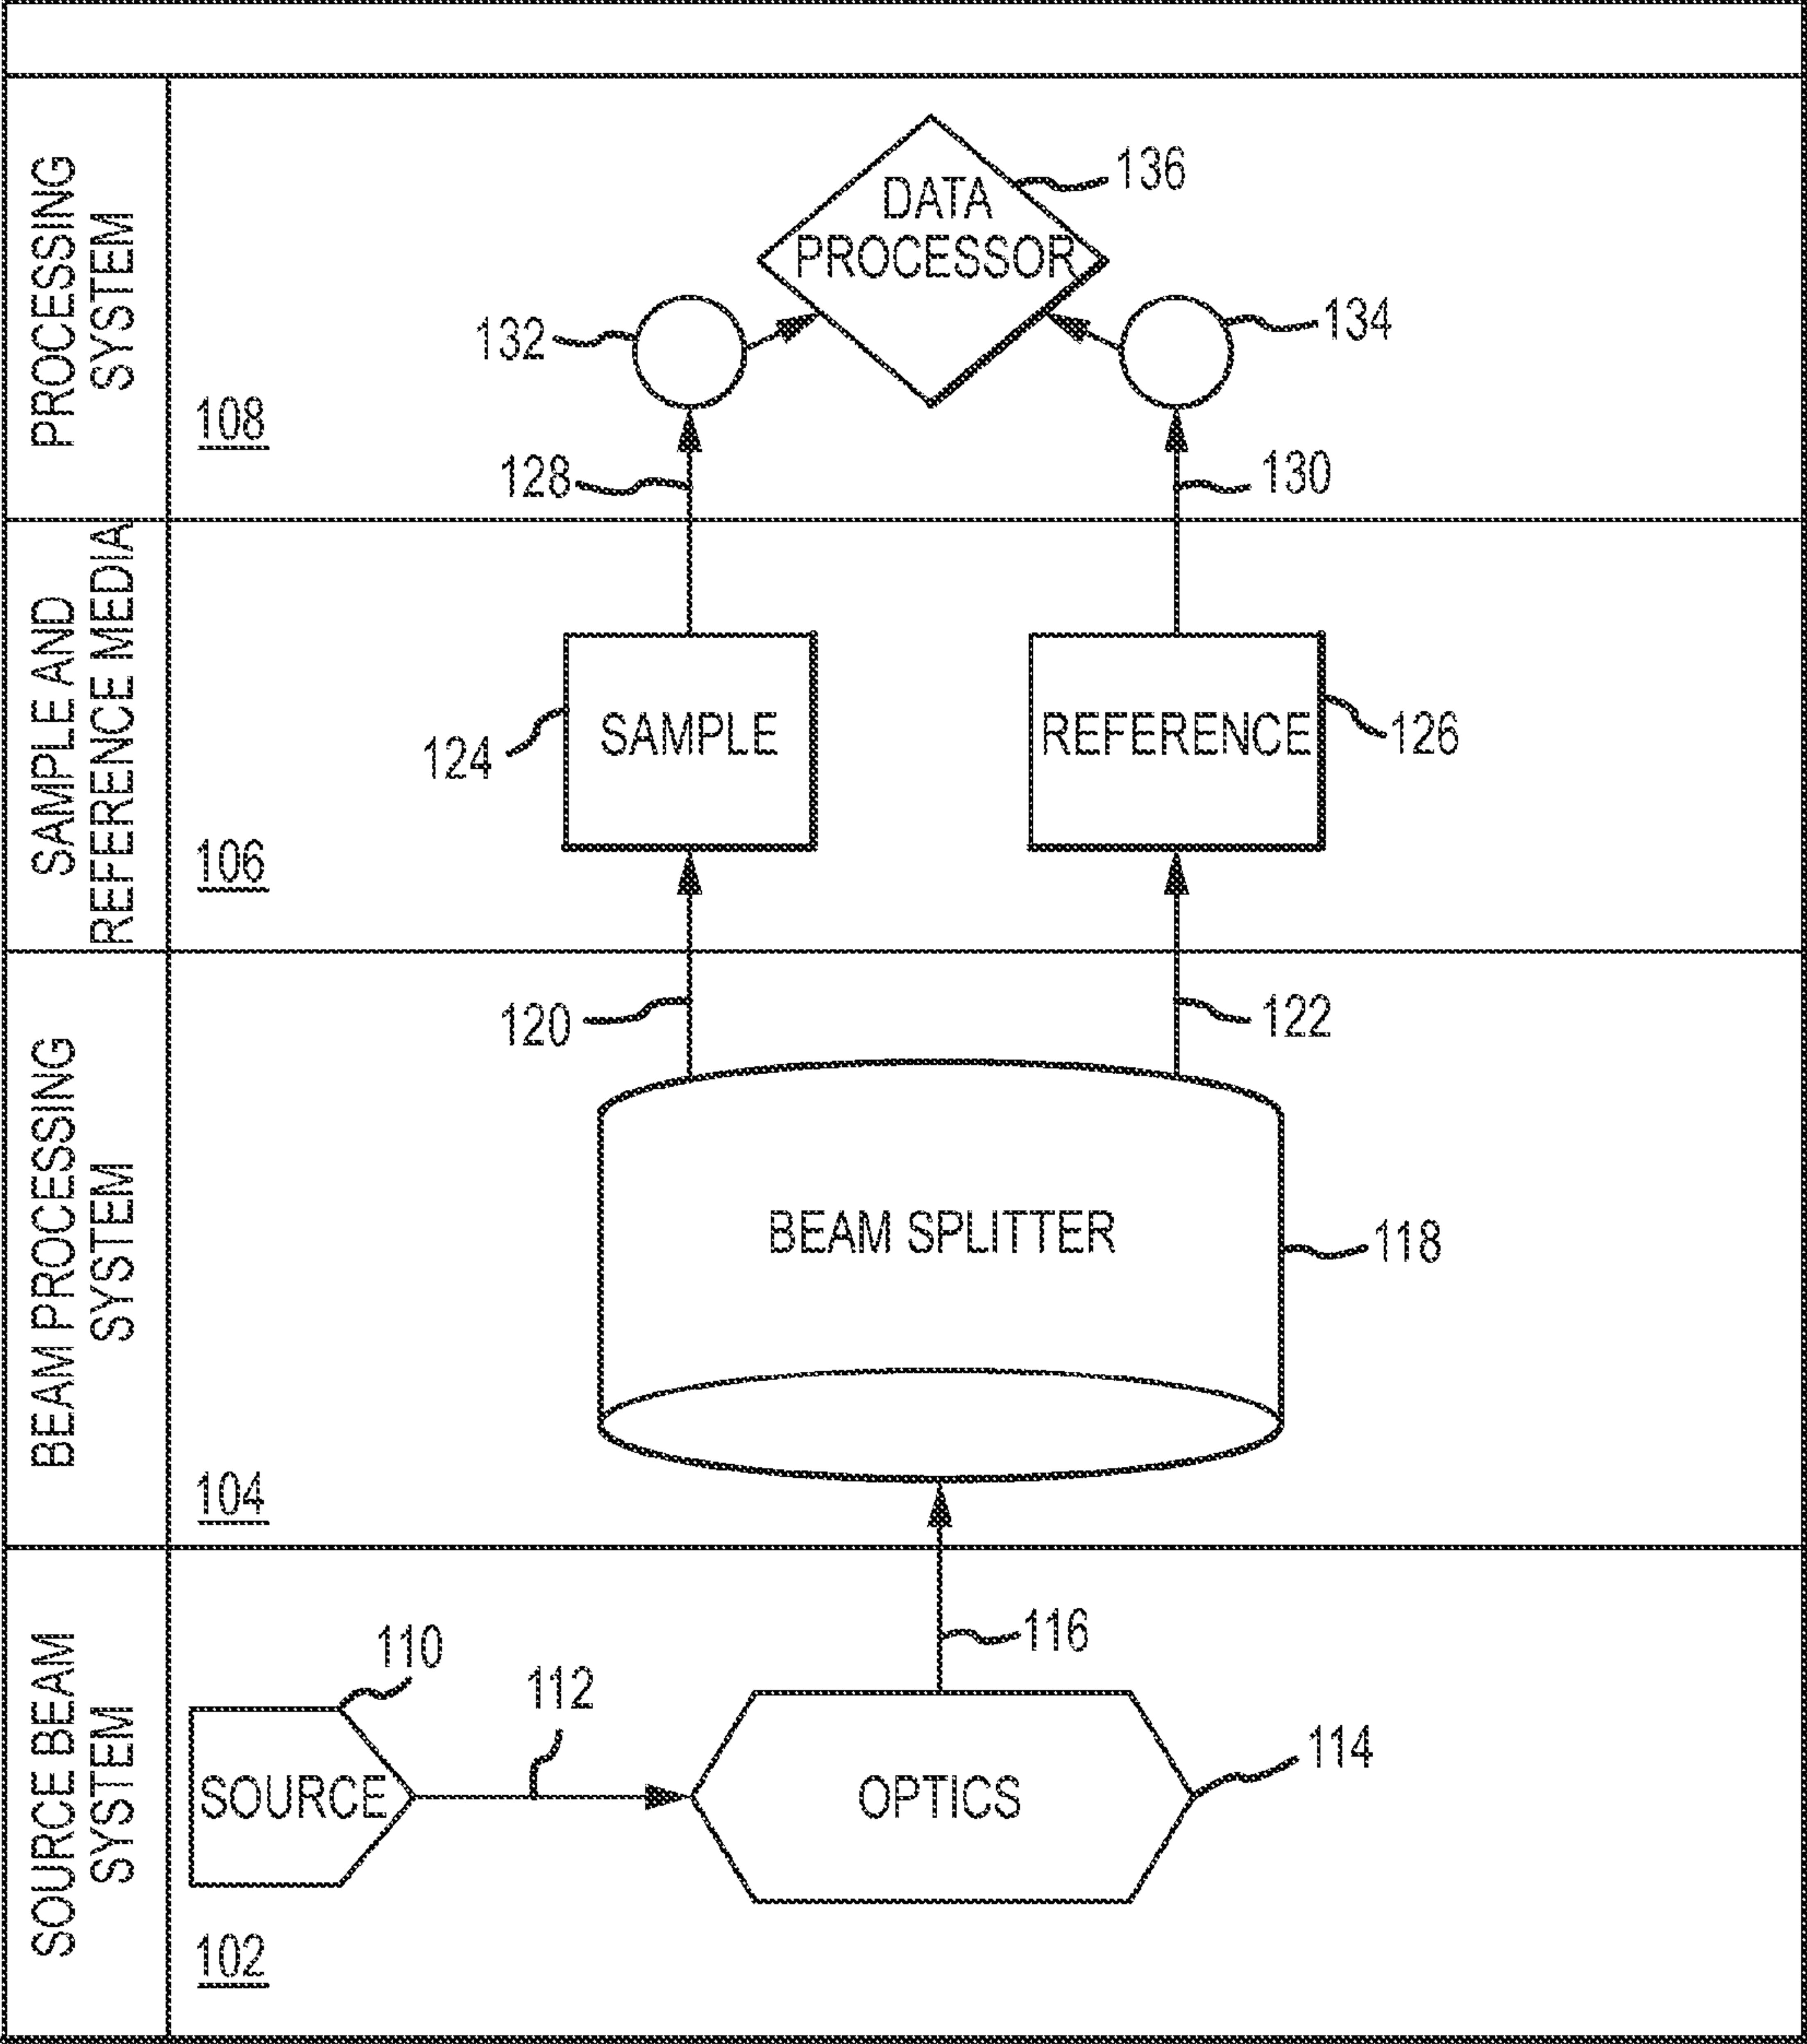 PROCESSING
SYSTEM
108
DATA
PROCESSOR
136
132
134
128
130
SAMPLE AND
REFERENCE MEDIA
106
SAMPLE
124
REFERENCE
126
BEAM PROCESSING
SYSTEM
104
120
122
BEAM SPLITTER
118
SOURCE BEAM
SYSTEM
102
116
110
112
SOURCE
OPTICS
114